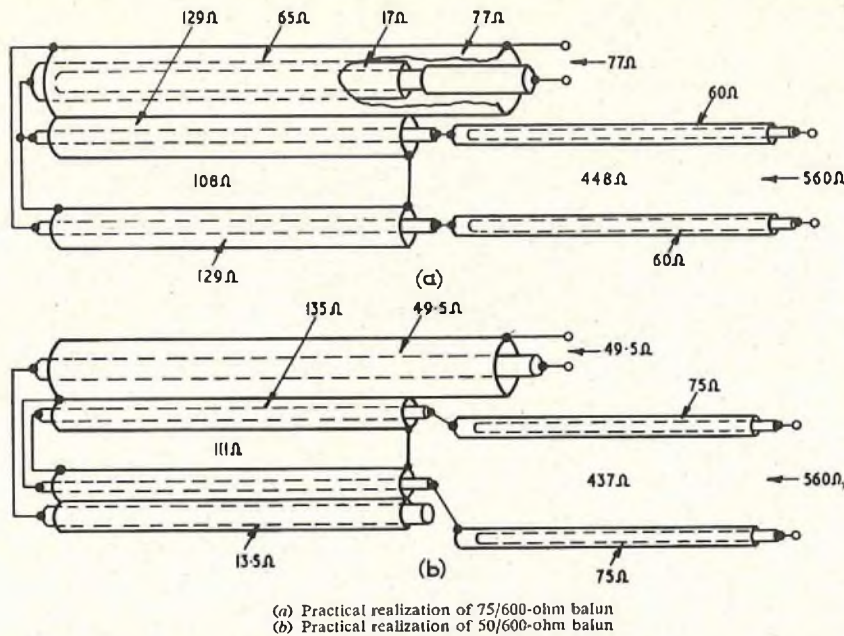 129Ω 65Ω 17Ω 77Ω
77Ω
60Ω
108Ω 448Ω 560Ω
129Ω (a) 60Ω
135Ω 49·5Ω
49·5Ω
75Ω
111Ω 437Ω 560Ω
13·5Ω (b) 75Ω
(a) Practical realization of 75/600-ohm balun
(b) Practical realization of 50/600-ohm balun